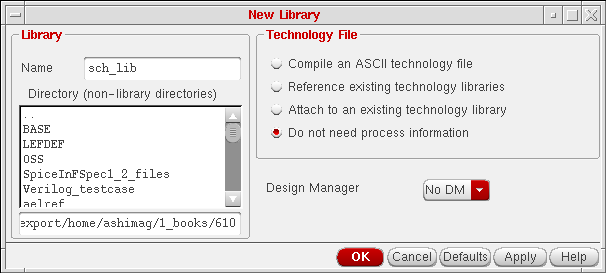 New Library
Library
Name sch_lib
Directory (non-library directories)
..
BASE
LEFDEF
OSS
SpiceInFSpec1_2_files
Verilog_testcase
aelref
export/home/ashimag/1_books/610
Technology File
Compile an ASCII technology file
Reference existing technology libraries
Attach to an existing technology library
Do not need process information
Design Manager No DM
OK Cancel Defaults Apply Help